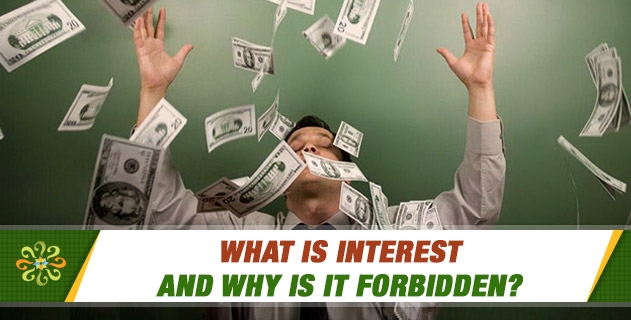 WHAT IS INTEREST
AND WHY IS IT FORBIDDEN?